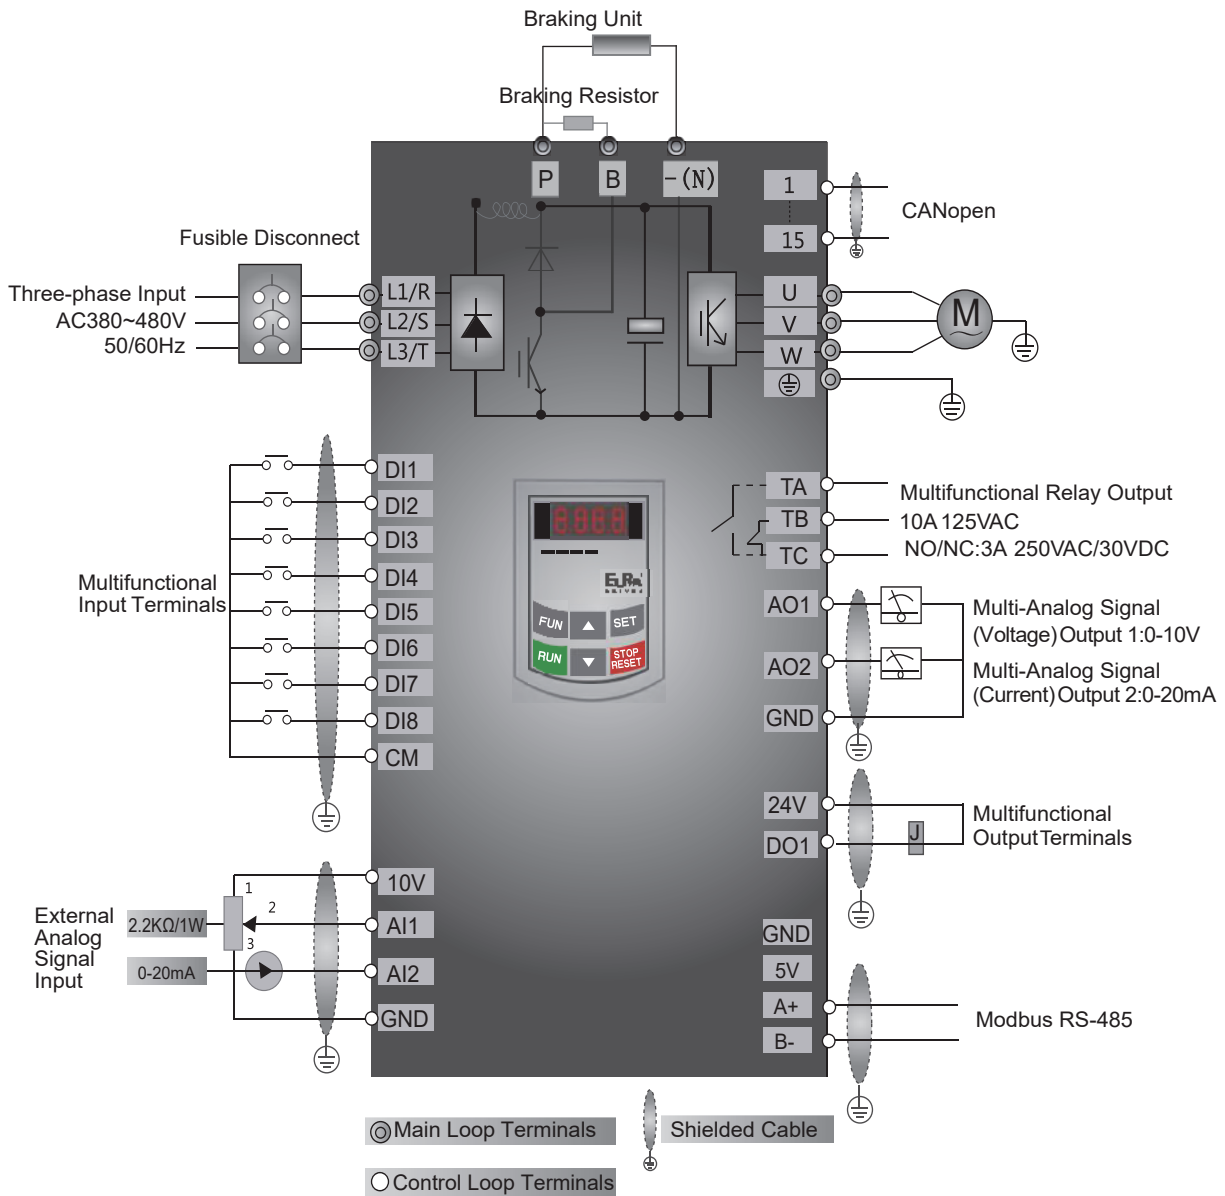 Braking Unit
Braking Resistor
P
B
-(N)
1
15
CANopen
Fusible Disconnect
Three-phase Input
AC380~480V
50/60Hz
L1/R
L2/S
L3/T
U
V
W
M
DI1
DI2
DI3
DI4
DI5
DI6
DI7
DI8
CM
Multifunctional
Input Terminals
FUN
SET
RUN
STOP
RESET
TA
TB
TC
Multifunctional Relay Output
10A 125VAC
NO/NC:3A 250VAC/30VDC
AO1
AO2
GND
Multi-Analog Signal
(Voltage)Output 1:0-10V
Multi-Analog Signal
(Current)Output 2:0-20mA
24V
DO1
J
Multifunctional
OutputTerminals
External
Analog
Signal
Input
2.2KΩ/1W
0-20mA
1
2
3
10V
AI1
AI2
GND
GND
5V
A+
B-
Modbus RS-485
Main Loop Terminals
Shielded Cable
Control Loop Terminals